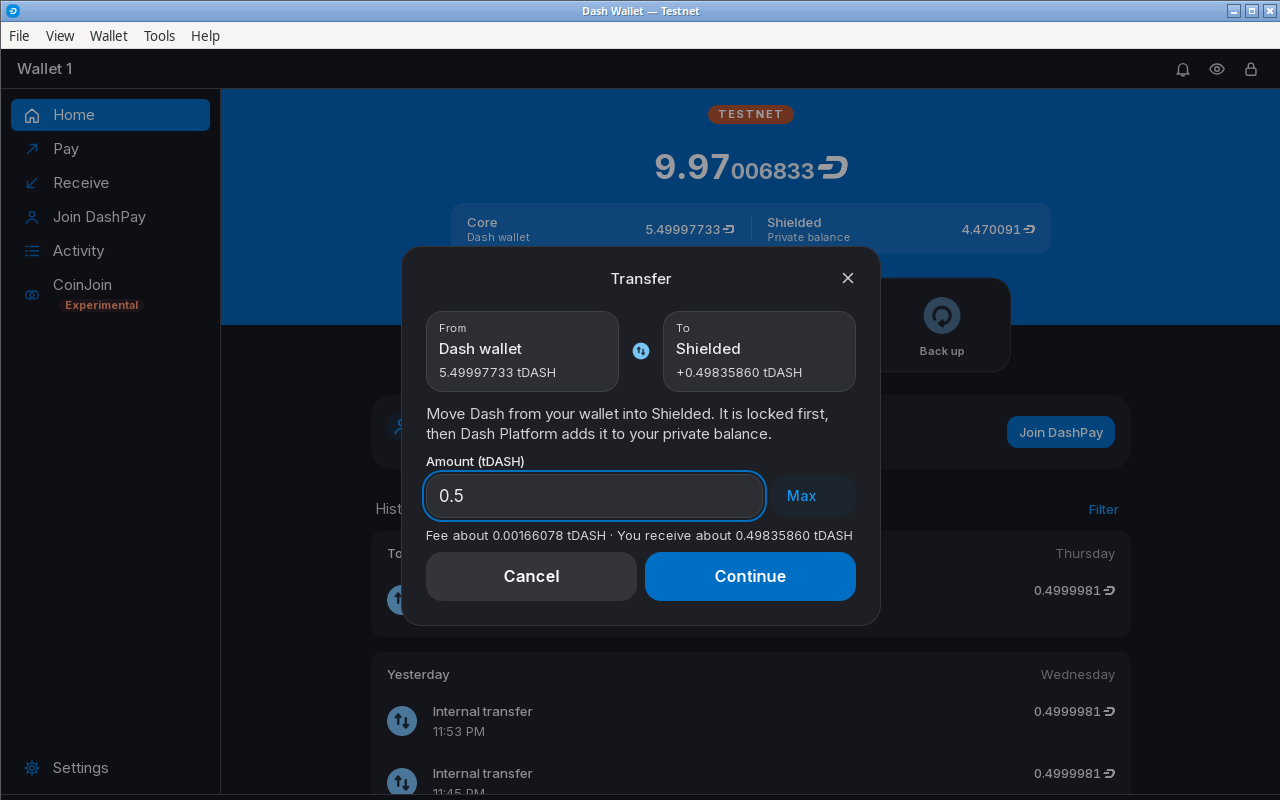 Dash Wallet — Testnet
File View Wallet Tools Help
Wallet 1
Home
Pay
Receive
Join DashPay
Activity
CoinJoin
Experimental
Settings
TESTNET
9.97006833
Core
Dash wallet
5.49997733
Shielded
Private balance
4.470091
Back up
Join DashPay
Transfer
From
Dash wallet
5.49997733 tDASH
To
Shielded
+0.49835860 tDASH
Move Dash from your wallet into Shielded. It is locked first,
then Dash Platform adds it to your private balance.
Amount (tDASH)
0.5
Max
Fee about 0.00166078 tDASH · You receive about 0.49835860 tDASH
Cancel
Continue
Filter
Thursday
0.4999981
Yesterday
Wednesday
Internal transfer
11:53 PM
0.4999981
Internal transfer
11:45 PM
0.4999981